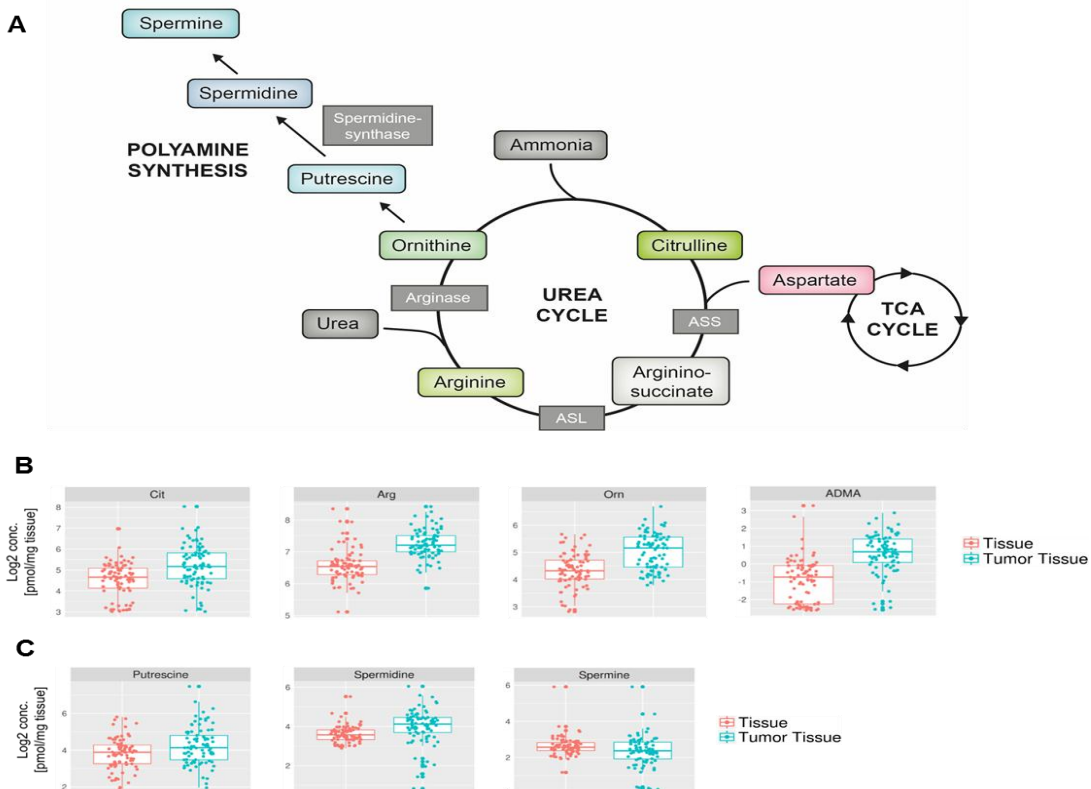 A
Spermine
Spermidine
Spermidine-
synthase
POLYAMINE
SYNTHESIS
Putrescine
Ammonia
Ornithine
Citrulline
Arginase
UREA
CYCLE
Aspartate
TCA
CYCLE
Urea
ASS
Arginine
Arginino-
succinate
ASL
B
Cit
Arg
Orn
ADMA
Log2 conc.
[pmol/mg tissue]
8
7
6
5
4
3
8
7
6
5
6
5
4
3
3
2
1
0
-1
-2
Tissue
Tumor Tissue
C
Putrescine
Spermidine
Spermine
Log2 conc.
[pmol/mg tissue]
6
4
2
6
4
2
6
4
2
Tissue
Tumor Tissue